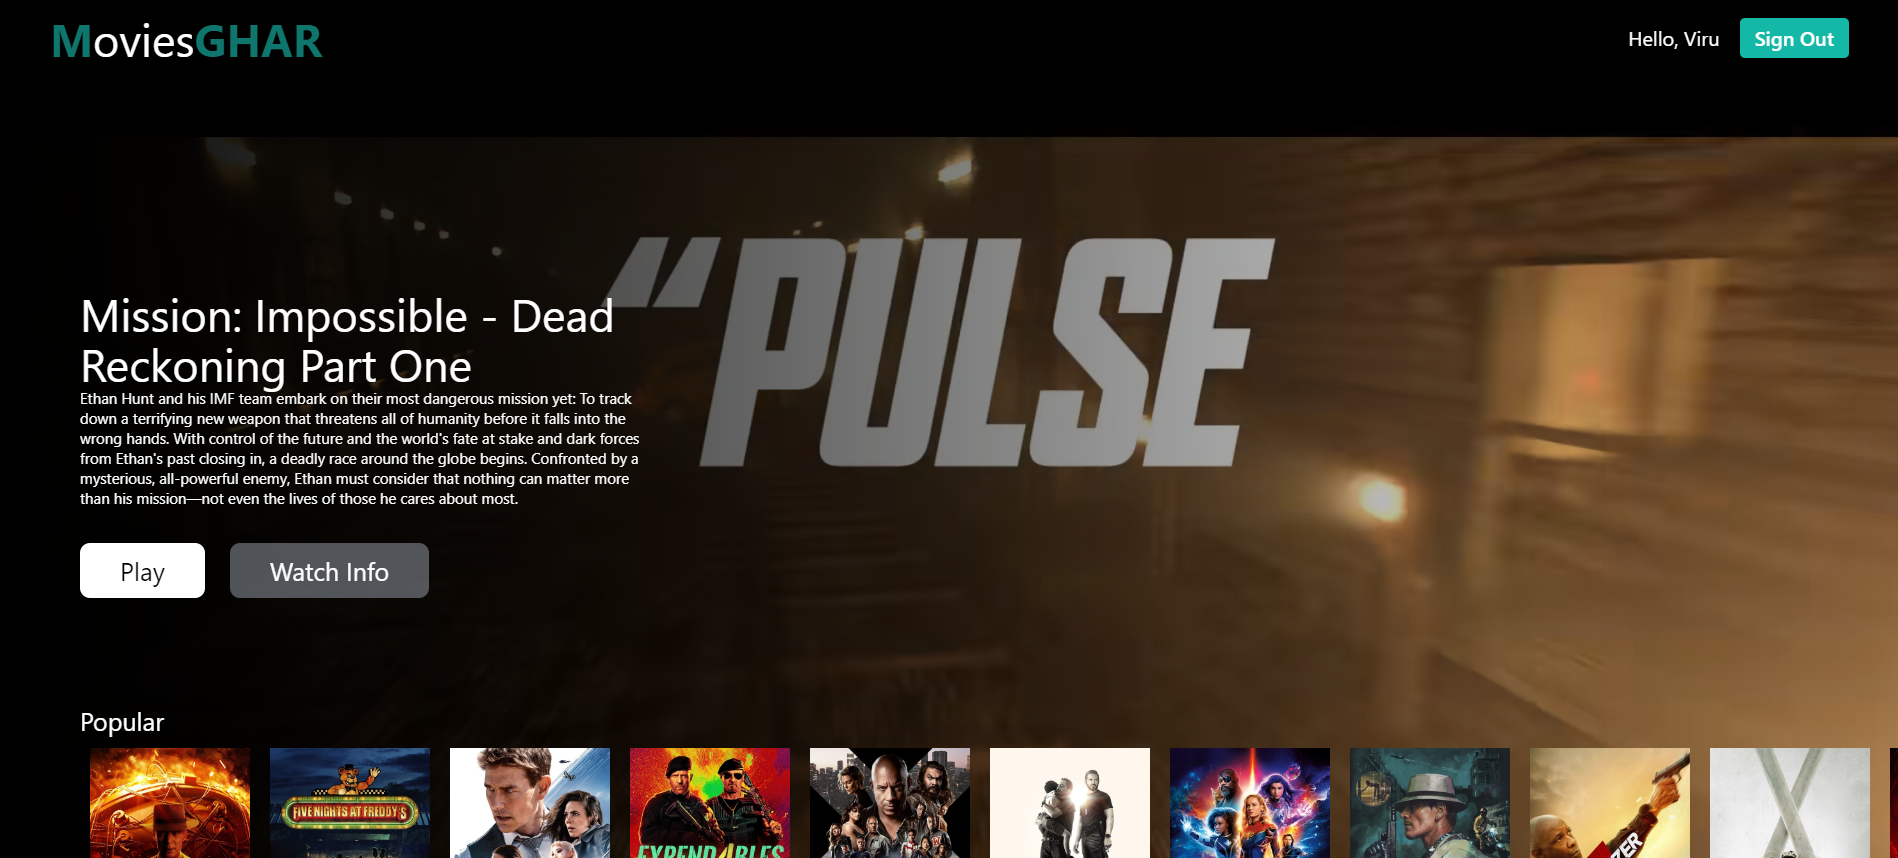 MoviesGHAR
Hello, Viru
Sign Out
“PULSE
Mission: Impossible - Dead
Reckoning Part One
Ethan Hunt and his IMF team embark on their most dangerous mission yet: To track
down a terrifying new weapon that threatens all of humanity before it falls into the
wrong hands. With control of the future and the world's fate at stake and dark forces
from Ethan's past closing in, a deadly race around the globe begins. Confronted by a
mysterious, all-powerful enemy, Ethan must consider that nothing can matter more
than his mission—not even the lives of those he cares about most.
Play
Watch Info
Popular
FIVE NIGHTS AT FREDDY'S
EXPEND4BLES
ZER